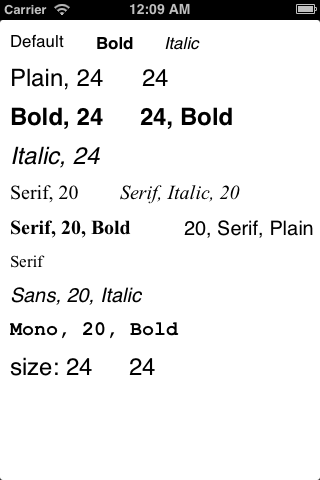 Carrier 12:09 AM
Default Bold Italic
Plain, 24 24
Bold, 24 24, Bold
Italic, 24
Serif, 20 Serif, Italic, 20
Serif, 20, Bold 20, Serif, Plain
Serif
Sans, 20, Italic
Mono, 20, Bold
size: 24 24